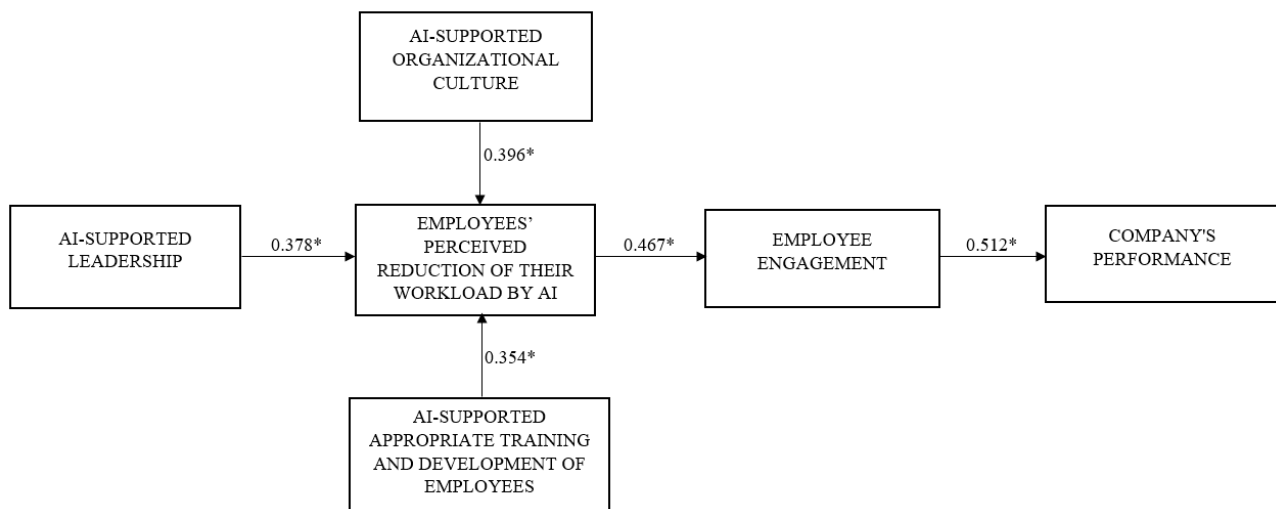 AI-SUPPORTED
ORGANIZATIONAL
CULTURE
0.396*
AI-SUPPORTED
LEADERSHIP
0.378*
EMPLOYEES’
PERCEIVED
REDUCTION OF THEIR
WORKLOAD BY AI
0.467*
EMPLOYEE
ENGAGEMENT
0.512*
COMPANY'S
PERFORMANCE
0.354*
AI-SUPPORTED
APPROPRIATE TRAINING
AND DEVELOPMENT OF
EMPLOYEES